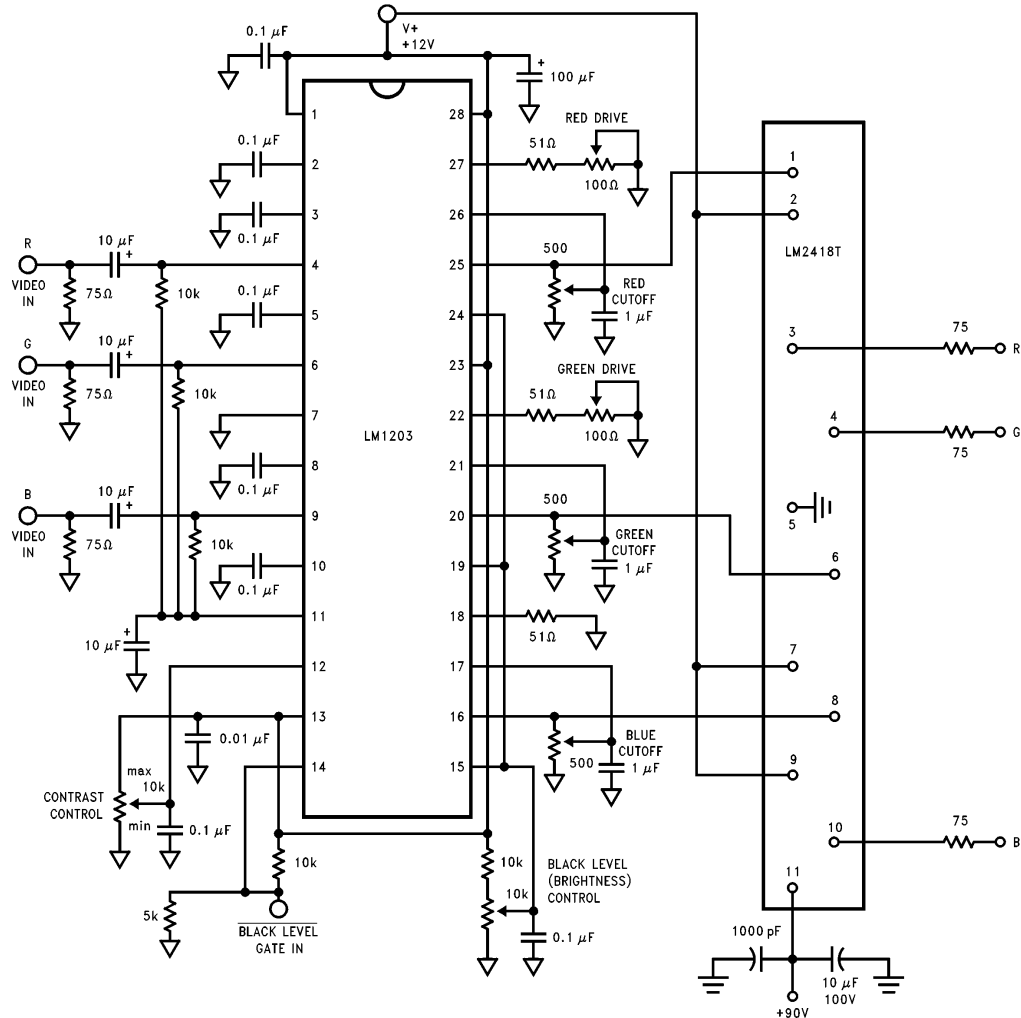 V+
+12V
0.1 µF
+
100 µF
1
28
RED DRIVE
0.1 µF
2
27
51Ω
100Ω
1
3
26
0.1 µF
2
LM2418T
R
VIDEO
IN
10 µF
+
75Ω
10k
4
25
500
RED
CUTOFF
1 µF
0.1 µF
5
24
G
VIDEO
IN
10 µF
+
75Ω
10k
6
23
GREEN DRIVE
3
75
R
7
22
51Ω
100Ω
4
75
G
LM1203
8
0.1 µF
21
B
VIDEO
IN
10 µF
+
75Ω
10k
9
20
500
GREEN
CUTOFF
1 µF
5
10
0.1 µF
19
6
+
10 µF
11
18
51Ω
12
17
7
13
0.01 µF
16
500
BLUE
CUTOFF
1 µF
8
14
15
9
CONTRAST
CONTROL
max
10k
min
0.1 µF
10
75
B
10k
10k
10k
BLACK LEVEL
(BRIGHTNESS)
CONTROL
11
5k
BLACK LEVEL
GATE IN
0.1 µF
1000 pF
10 µF
100V
+90V